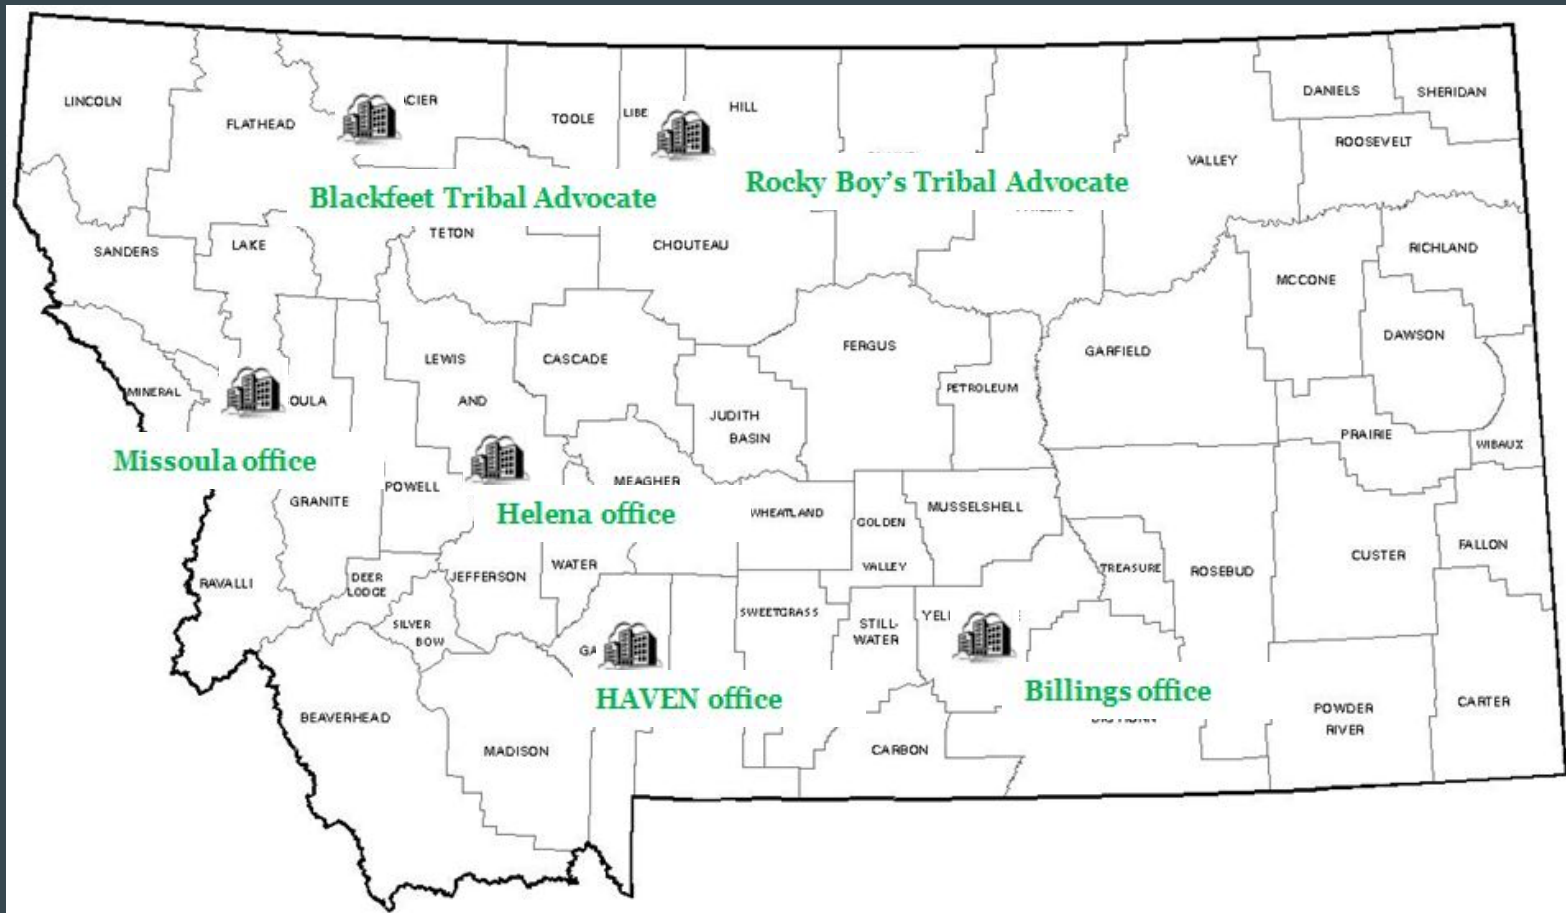 LINCOLN
FLATHEAD
TOOLE
HILL
DANIELS
SHERIDAN
ROOSEVELT
VALLEY
Blackfeet Tribal Advocate
Rocky Boy's Tribal Advocate
SANDERS
LAKE
TETON
CHOUTEAU
RICHLAND
MCCONE
DAWSON
LEWIS
AND
CASCADE
FERGUS
GARFIELD
PETROLEUM
MINERAL
OULA
JUDITH
BASIN
PRAIRIE
WIBAUX
Missoula office
GRANITE
POWELL
MEAGHER
Helena office
WHEATLAND
GOLDEN
VALLEY
MUSSELSHELL
RAVALLI
DEER
LODGE
JEFFERSON
WATER
TREASURE
ROSEBUD
CUSTER
FALLON
SILVER
BOW
SWEETGRASS
STILL-
WATER
YEL
GA
HAVEN office
Billings office
BEAVERHEAD
MADISON
CARBON
POWDER
RIVER
CARTER
LIBE
CIER